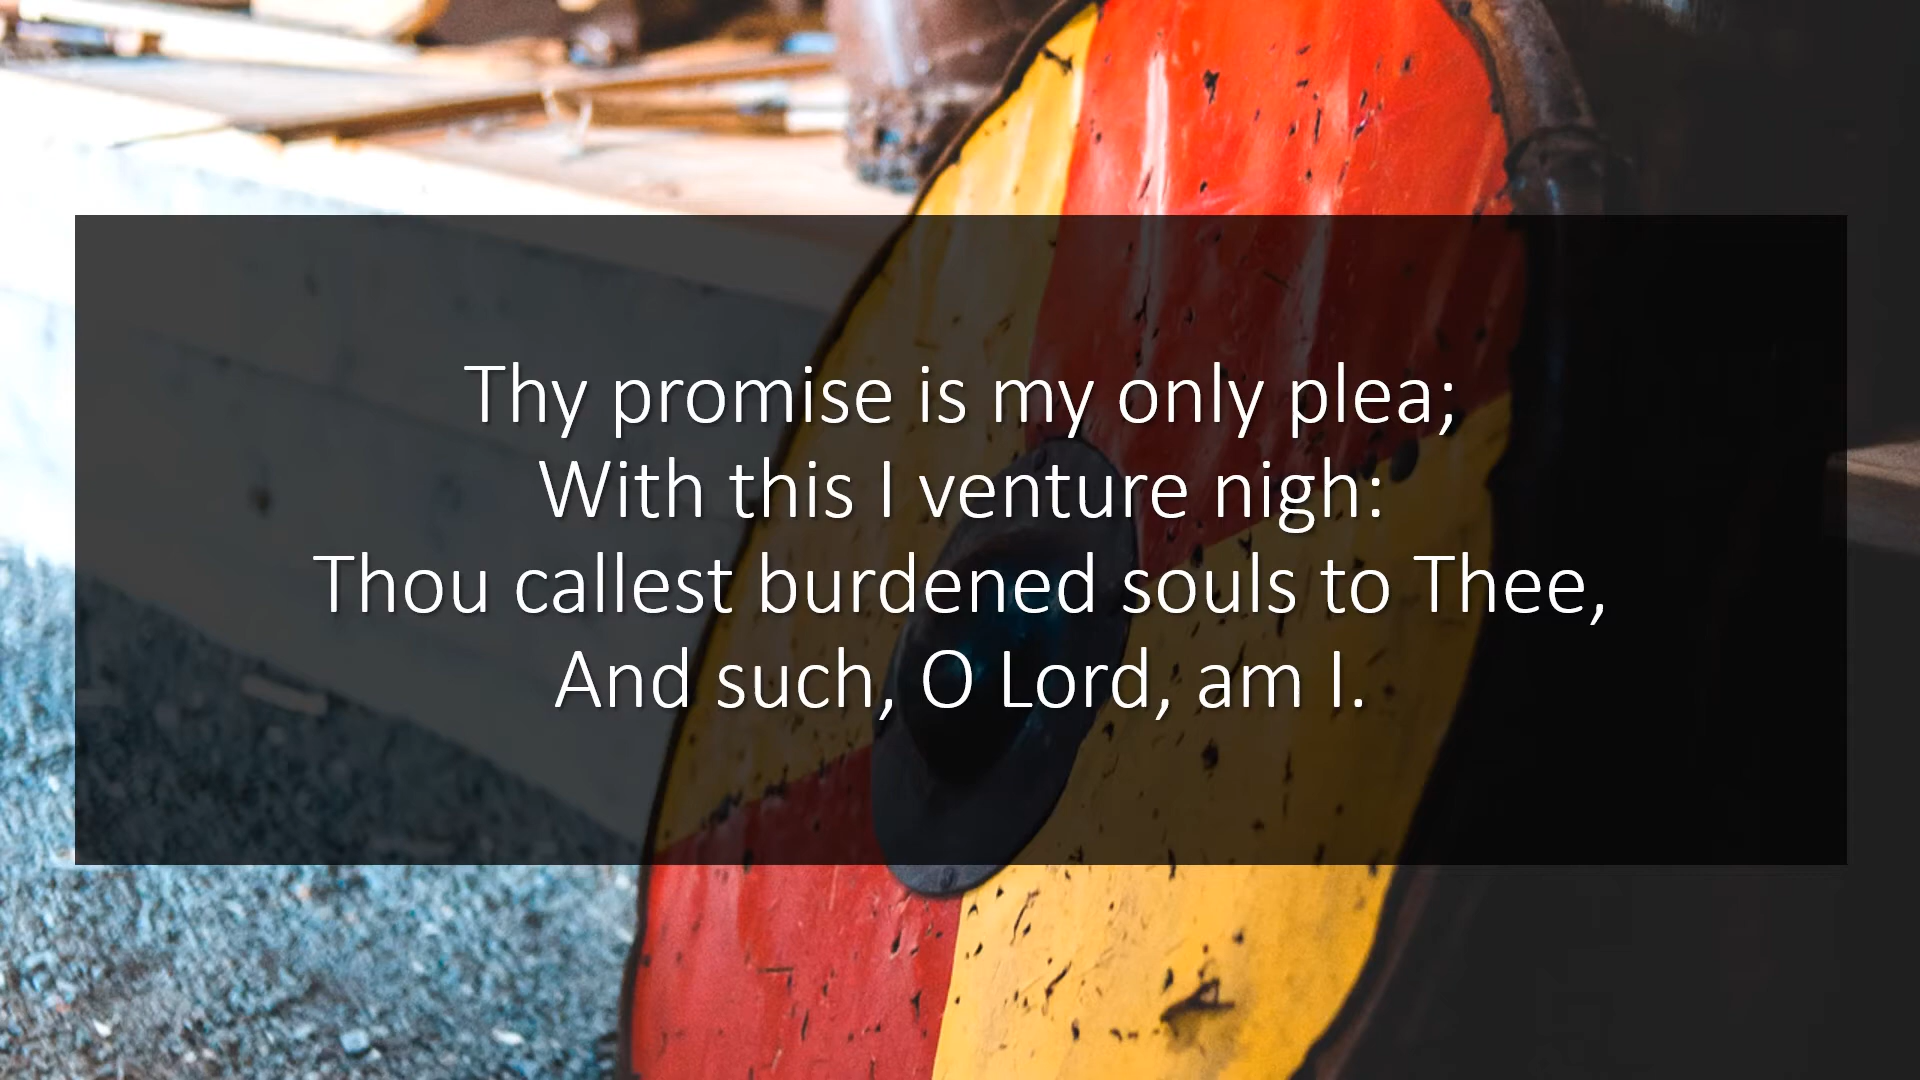 Thy promise is my only plea;
With this I venture nigh:
Thou callest burdened souls to Thee,
And such, O Lord, am I.